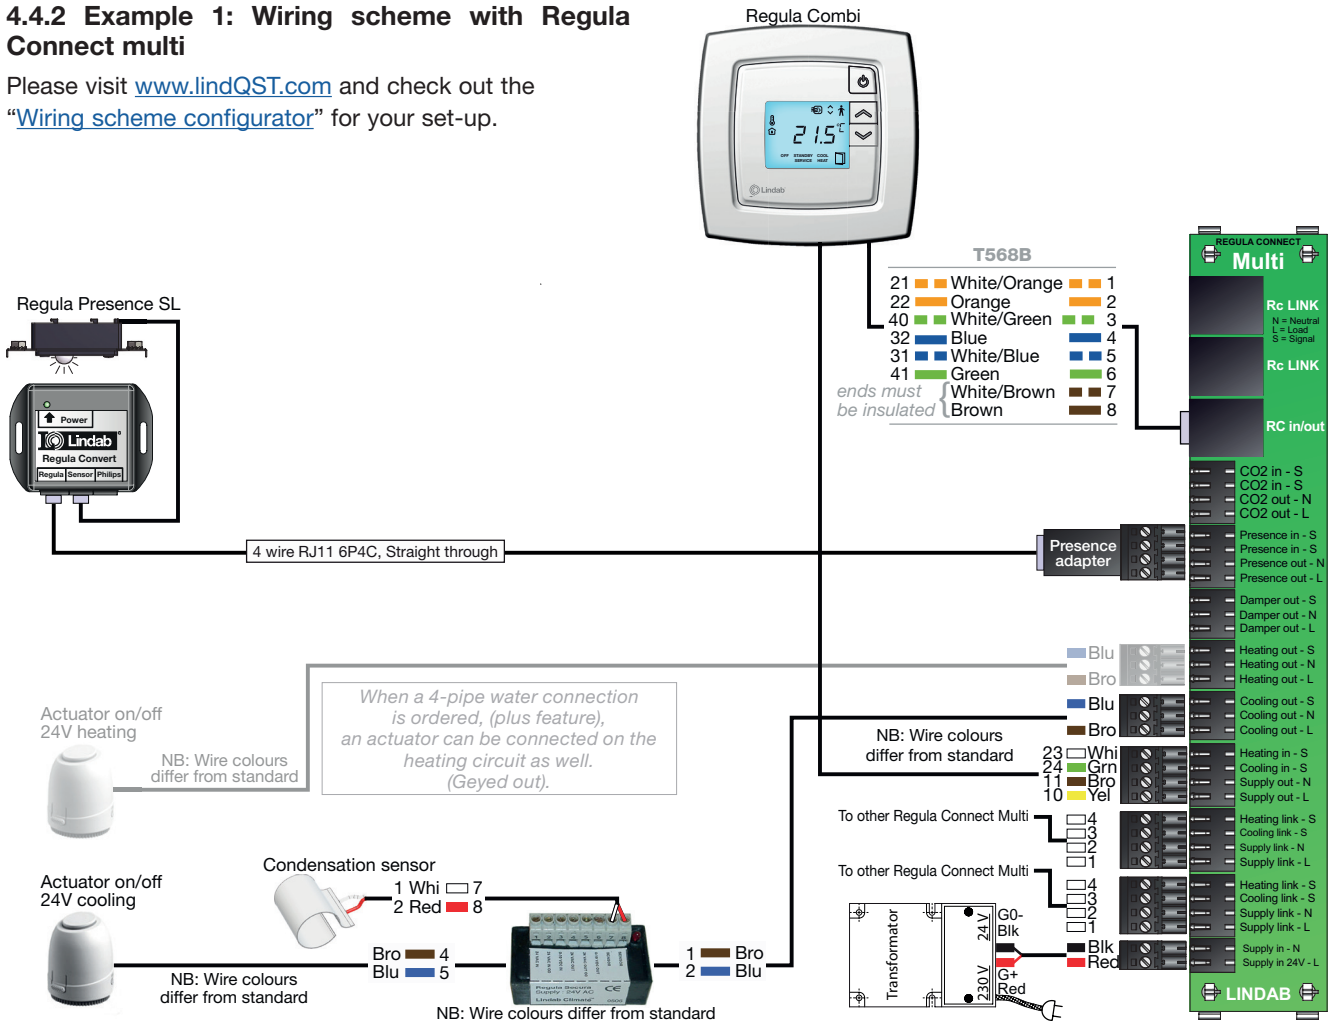 4.4.2 Example 1: Wiring scheme with Regula
Connect multi
Please visit www.lindQST.com and check out the
“Wiring scheme configurator” for your set-up.
Regula Combi
21.5°C
OFF STANDBY COOL
SERVICE HEAT
Lindab
T568B
21 White/Orange 1
22 Orange 2
40 White/Green 3
32 Blue 4
31 White/Blue 5
41 Green 6
ends must
be insulated
White/Brown 7
Brown 8
REGULA CONNECT
Multi
Rc LINK
N = Neutral
L = Load
S = Signal
Rc LINK
RC in/out
CO2 in - S
CO2 in - S
CO2 out - N
CO2 out - L
Presence in - S
Presence in - S
Presence out - N
Presence out - L
Damper out - S
Damper out - N
Damper out - L
Heating out - S
Heating out - N
Heating out - L
Cooling out - S
Cooling out - N
Cooling out - L
Heating in - S
Cooling in - S
Supply out - N
Supply out - L
Heating link - S
Cooling link - S
Supply link - N
Supply link - L
Heating link - S
Cooling link - S
Supply link - N
Supply link - L
Supply in - N
Supply in 24V - L
LINDAB
Regula Presence SL
Power
Lindab
Regula Convert
Regula Sensor Philips
4 wire RJ11 6P4C, Straight through
Presence
adapter
Blu
Bro
Blu
Bro
NB: Wire colours
differ from standard
23 Whi
24 Grn
11 Bro
10 Yel
To other Regula Connect Multi
4
3
2
1
To other Regula Connect Multi
4
3
2
1
Transformator
24 V
230V
G0-
Blk
G+
Red
Blk
Red
When a 4-pipe water connection
is ordered, (plus feature),
an actuator can be connected on the
heating circuit as well.
(Geyed out).
Actuator on/off
24V heating
NB: Wire colours
differ from standard
Condensation sensor
1 Whi 7
2 Red 8
Actuator on/off
24V cooling
Bro 4
Blu 5
1 Bro
2 Blu
NB: Wire colours
differ from standard
Regula Secura
Supply : 24V AC
Lindab Climate
CE
NB: Wire colours differ from standard